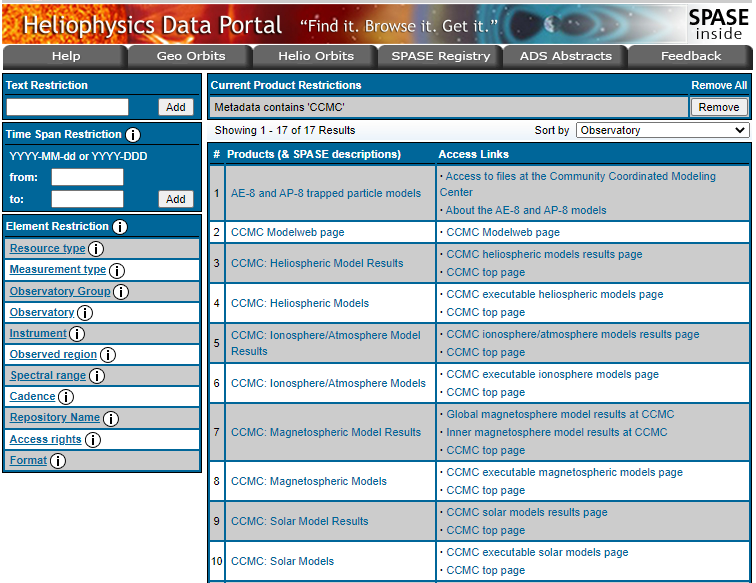 Heliophysics Data Portal “Find it. Browse it. Get it.” SPASE
inside
Help Geo Orbits Helio Orbits SPASE Registry ADS Abstracts Feedback
Text Restriction
Add
Time Span Restriction i
YYYY-MM-dd or YYYY-DDD
from:
to: Add
Element Restriction i
Resource type i
Measurement type i
Observatory Group i
Observatory i
Instrument i
Observed region i
Spectral range i
Cadence i
Repository Name i
Access rights i
Format i
Current Product Restrictions Remove All
Metadata contains 'CCMC' Remove
Showing 1 - 17 of 17 Results Sort by Observatory
# Products (& SPASE descriptions) Access Links
1 AE-8 and AP-8 trapped particle models · Access to files at the Community Coordinated Modeling
Center
· About the AE-8 and AP-8 models
2 CCMC Modelweb page · CCMC Modelweb page
3 CCMC: Heliospheric Model Results · CCMC heliospheric models results page
· CCMC top page
4 CCMC: Heliospheric Models · CCMC executable heliospheric models page
· CCMC top page
5 CCMC: Ionosphere/Atmosphere Model · CCMC ionosphere/atmosphere models results page
Results · CCMC top page
6 CCMC: Ionosphere/Atmosphere Models · CCMC executable ionosphere models page
· CCMC top page
7 CCMC: Magnetospheric Model Results · Global magnetosphere model results at CCMC
· Inner magnetosphere model results at CCMC
· CCMC top page
8 CCMC: Magnetospheric Models · CCMC executable magnetospheric models page
· CCMC top page
9 CCMC: Solar Model Results · CCMC solar models results page
· CCMC top page
10 CCMC: Solar Models · CCMC executable solar models page
· CCMC top page